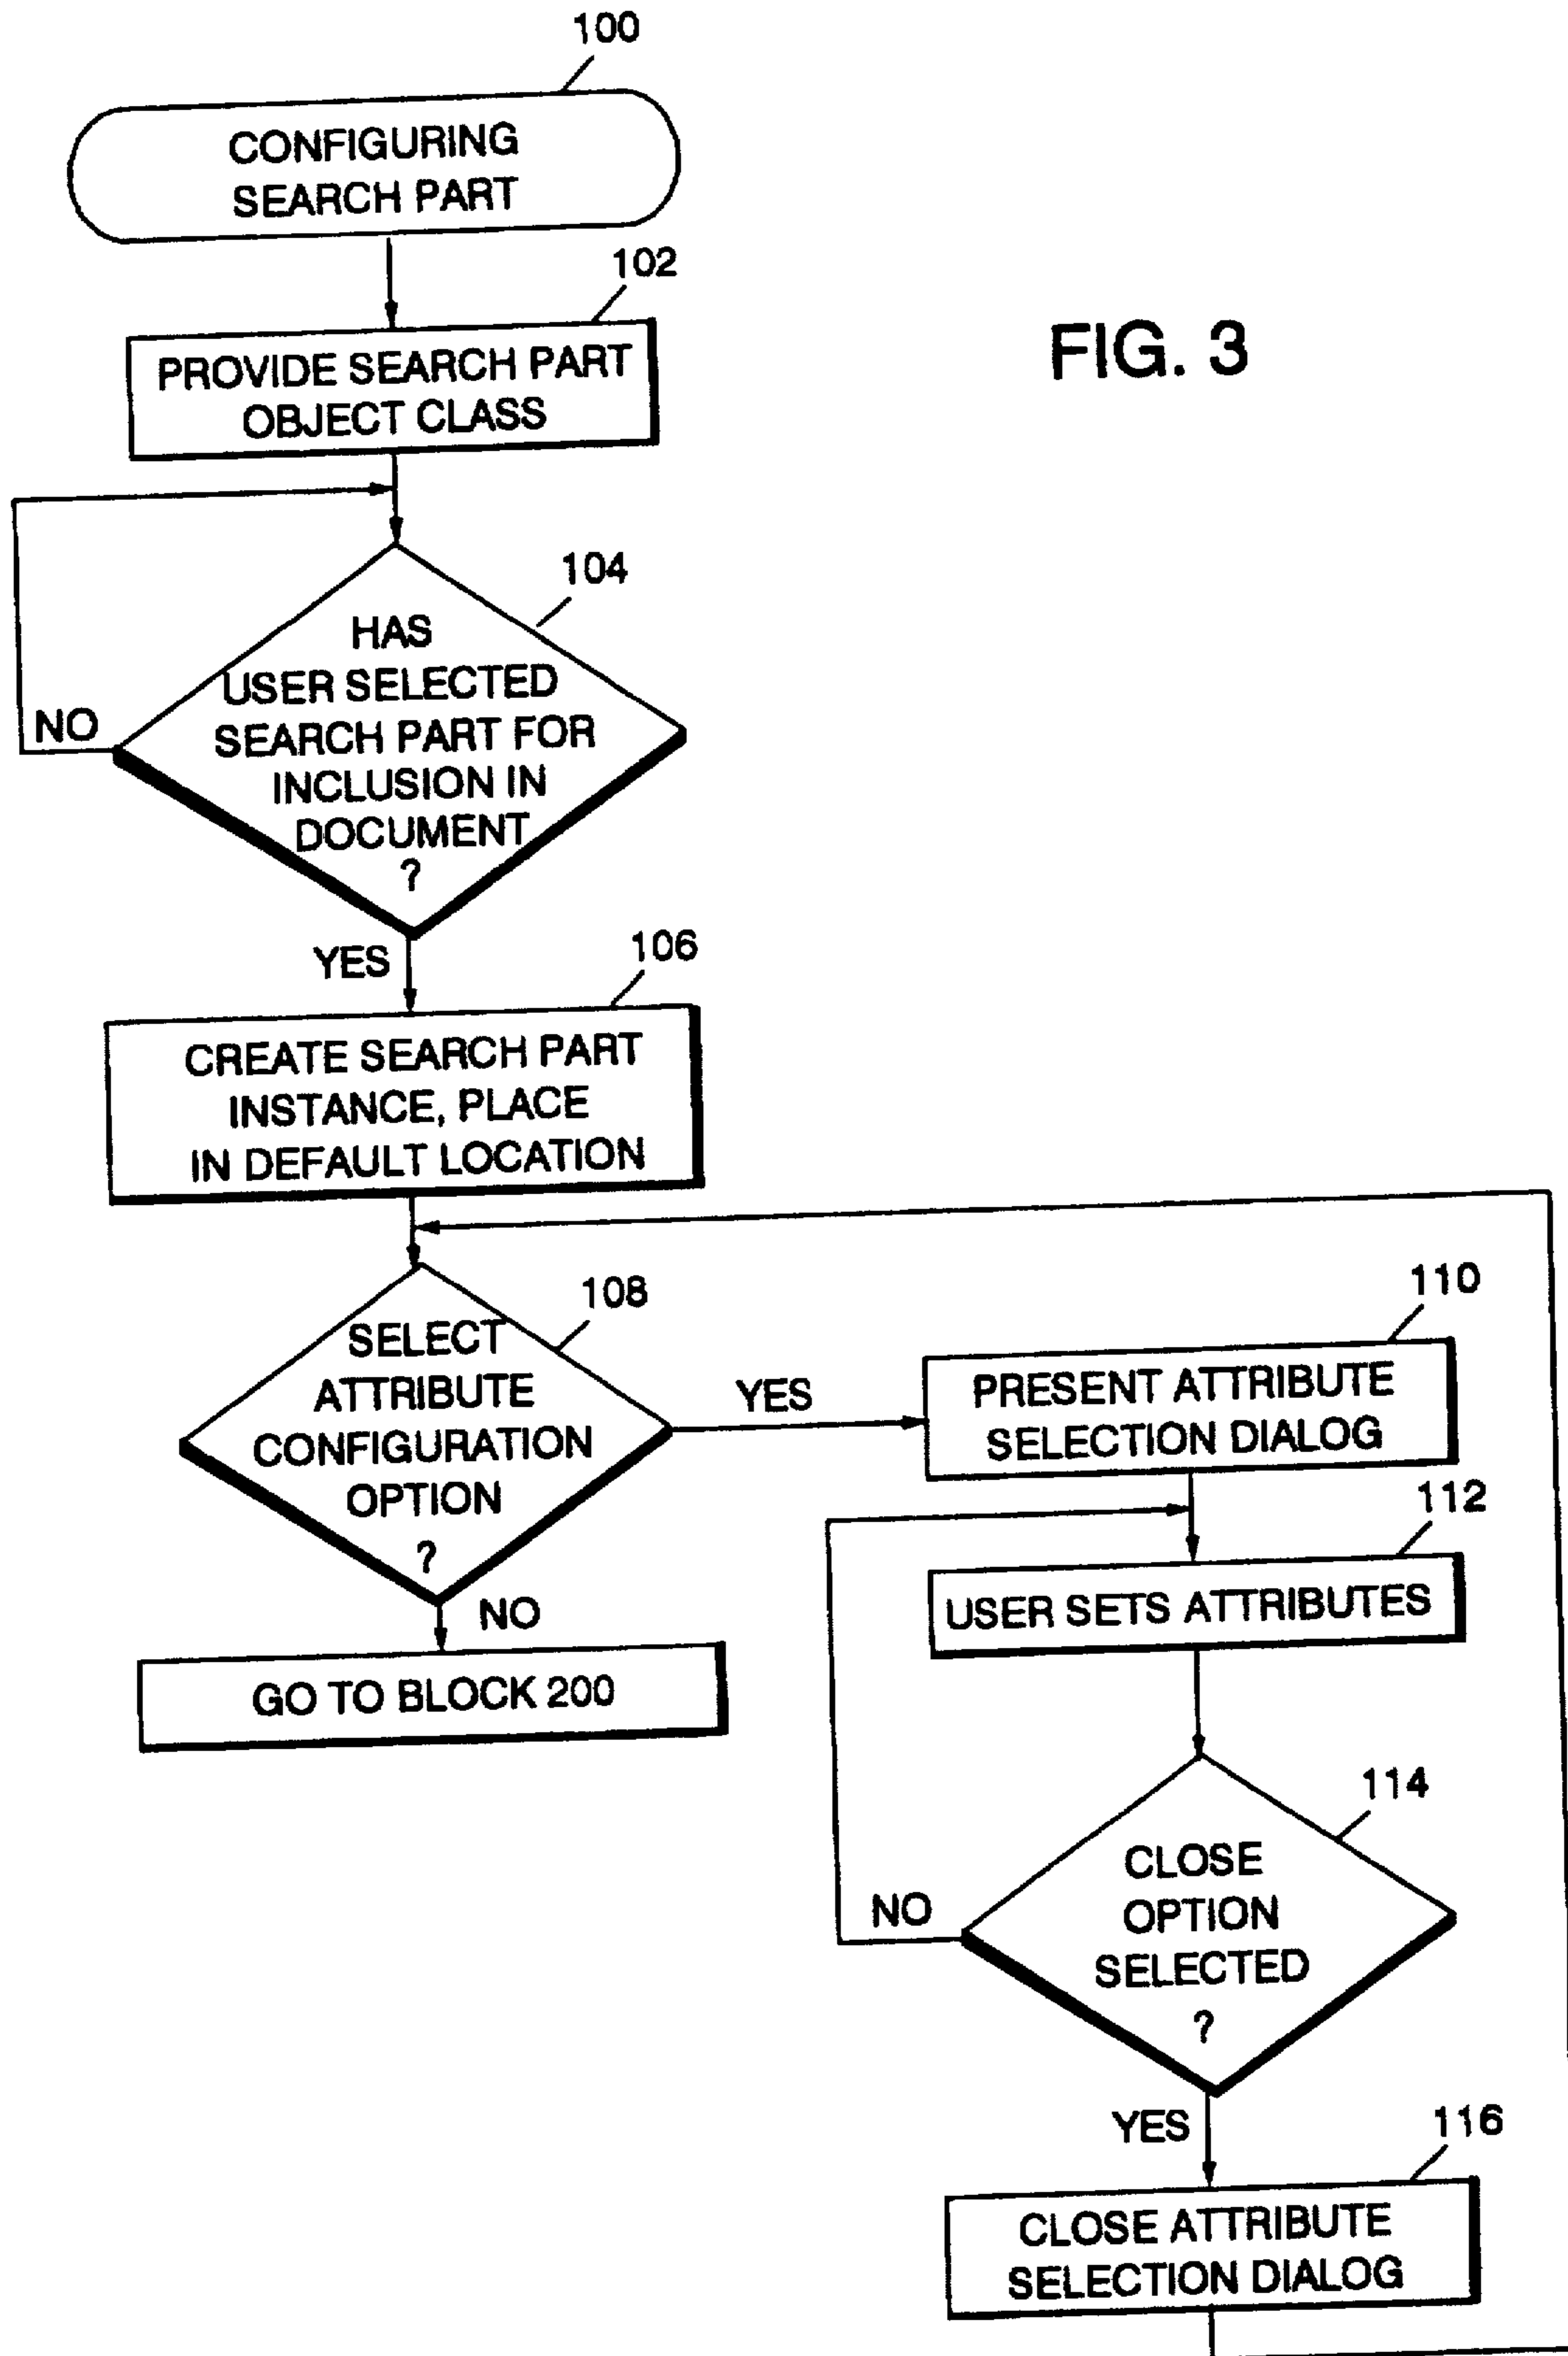 100
CONFIGURING
SEARCH PART
102
PROVIDE SEARCH PART
OBJECT CLASS
FIG. 3
104
HAS
USER SELECTED
SEARCH PART FOR
INCLUSION IN
DOCUMENT
?
NO
YES
106
CREATE SEARCH PART
INSTANCE, PLACE
IN DEFAULT LOCATION
108
SELECT
ATTRIBUTE
CONFIGURATION
OPTION
?
YES
NO
GO TO BLOCK 200
110
PRESENT ATTRIBUTE
SELECTION DIALOG
112
USER SETS ATTRIBUTES
114
CLOSE
OPTION
SELECTED
?
NO
YES
116
CLOSE ATTRIBUTE
SELECTION DIALOG